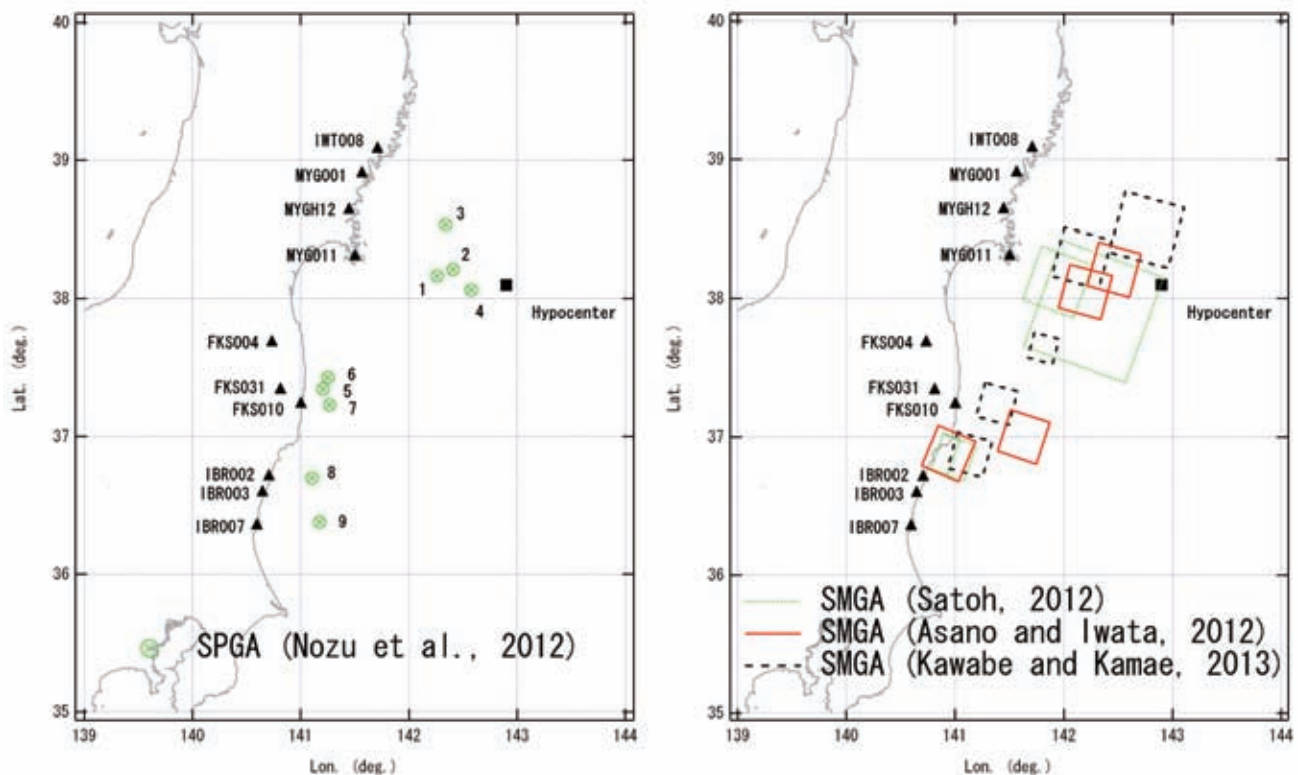 40
39
38
37
36
35
Lat. (deg.)
139
140
141
142
143
144
Lon. (deg.)
IWT008
MYG001
MYGH12
MYG011
FKS004
FKS031
FKS010
IBR002
IBR003
IBR007
3
2
1
4
Hypocenter
6
5
7
8
9
SPGA (Nozu et al., 2012)
40
39
38
37
36
35
Lat. (deg.)
139
140
141
142
143
144
Lon. (deg.)
IWT008
MYG001
MYGH12
MYG011
Hypocenter
FKS004
FKS031
FKS010
IBR002
IBR003
IBR007
SMGA (Satoh, 2012)
SMGA (Asano and Iwata, 2012)
SMGA (Kawabe and Kamae, 2013)